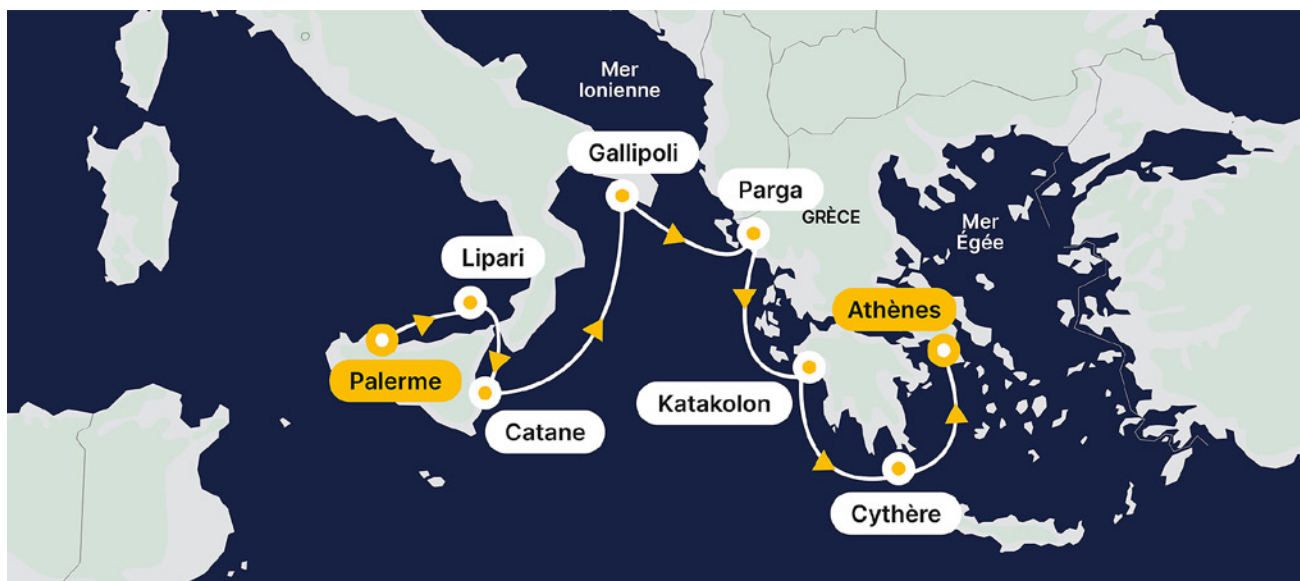 Mer
Ionienne
Gallipoli
Parga
GRÈCE
Mer
Égée
Lipari
Athènes
Palerme
Katakolon
Catane
Cythère